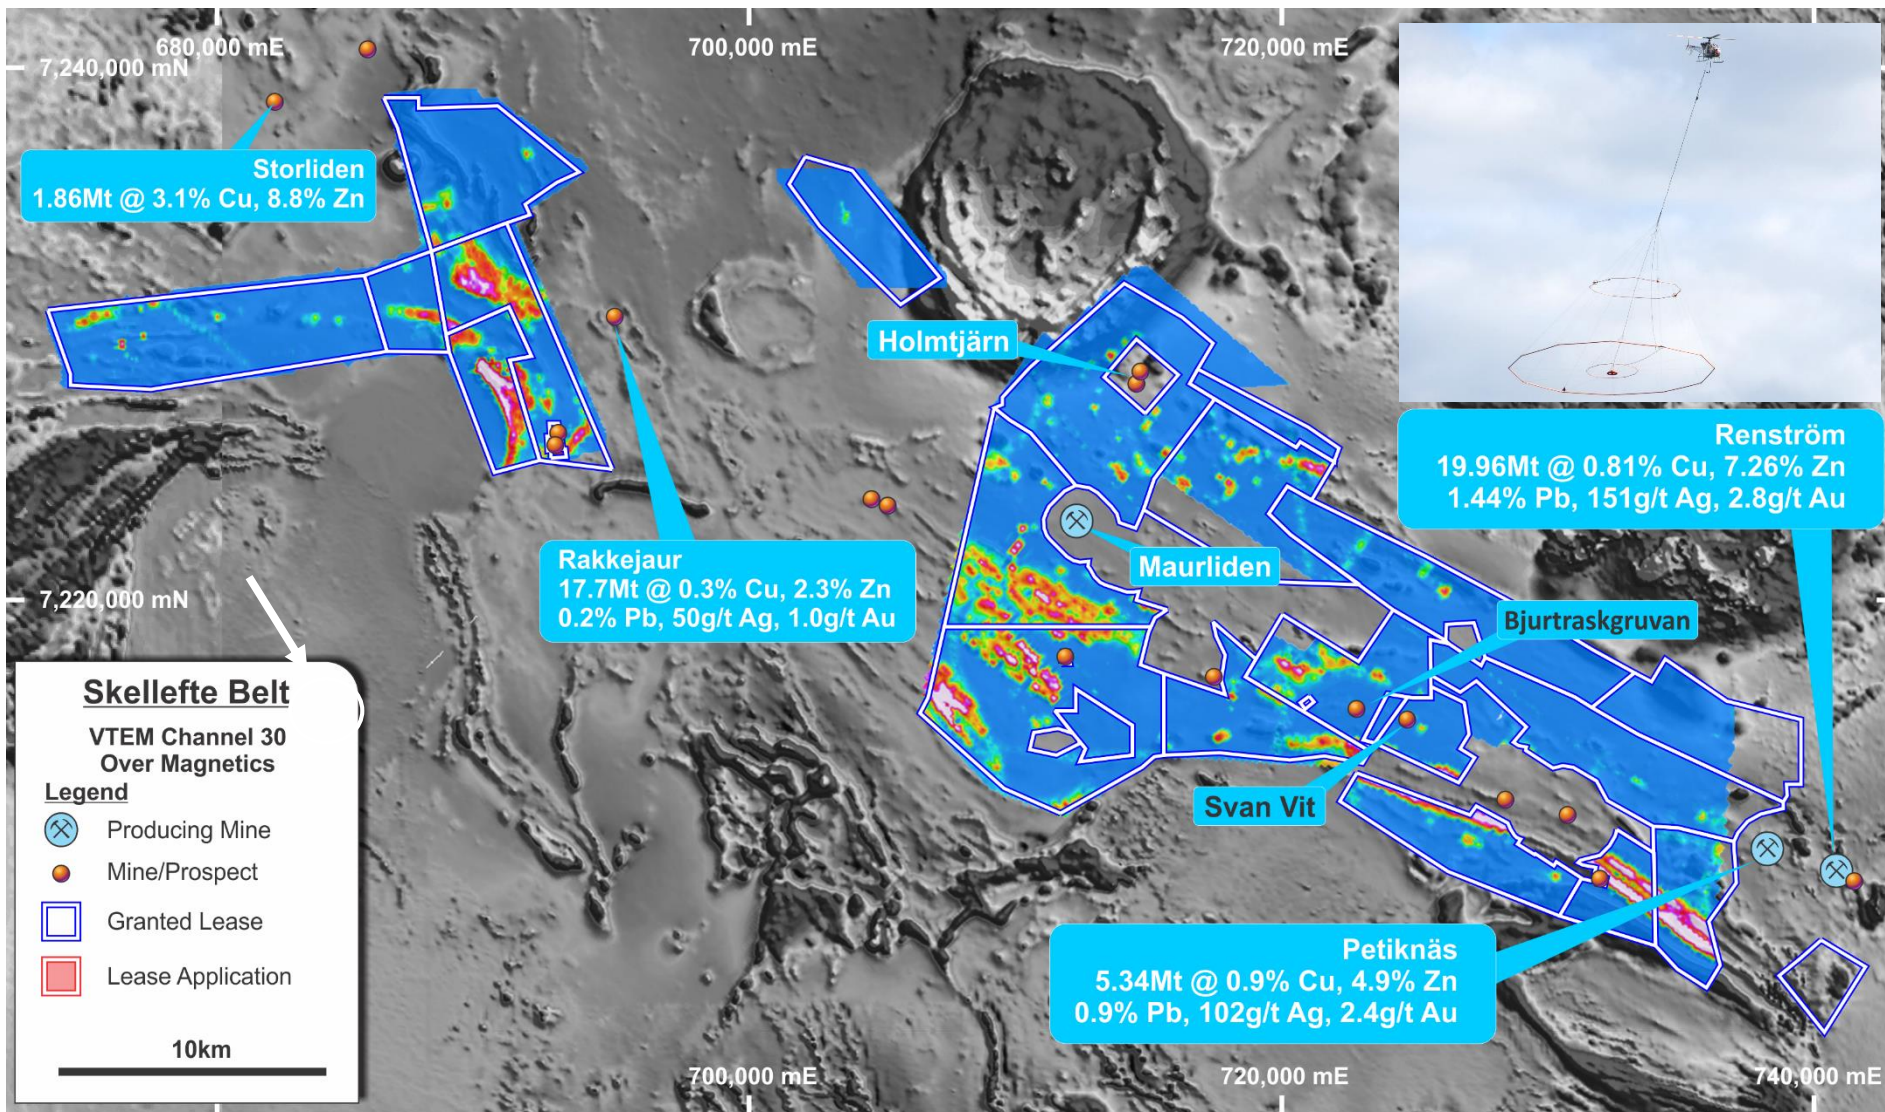 680,000 mE
700,000 mE
720,000 mE
7,240,000 mN
Storliden
1.86Mt @ 3.1% Cu, 8.8% Zn
Holmtjärn
Renström
19.96Mt @ 0.81% Cu, 7.26% Zn
1.44% Pb, 151g/t Ag, 2.8g/t Au
Rakkejaur
17.7Mt @ 0.3% Cu, 2.3% Zn
0.2% Pb, 50g/t Ag, 1.0g/t Au
Maurliden
7,220,000 mN
Bjurtraskgruvan
Svan Vit
Skellefte Belt
VTEM Channel 30
Over Magnetics
Legend
Producing Mine
Mine/Prospect
Granted Lease
Lease Application
10km
Petiknäs
5.34Mt @ 0.9% Cu, 4.9% Zn
0.9% Pb, 102g/t Ag, 2.4g/t Au
700,000 mE
720,000 mE
740,000 mE